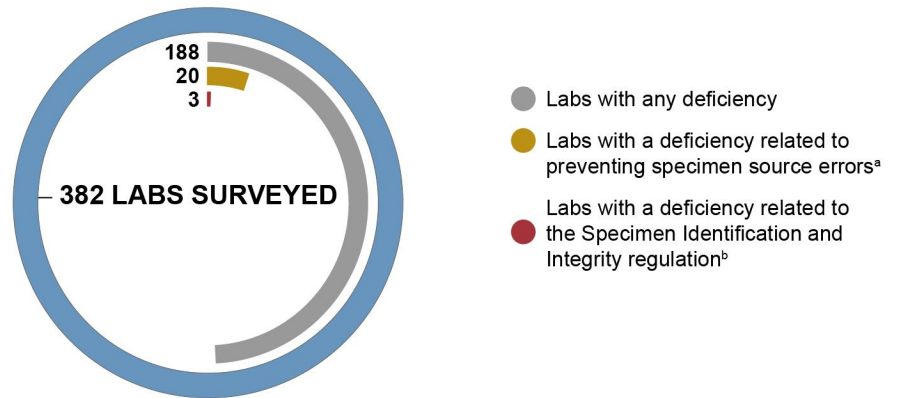 188
20
3
382 LABS SURVEYED
Labs with any deficiency
Labs with a deficiency related to
preventing specimen source errorsᵃ
Labs with a deficiency related to
the Specimen Identification and
Integrity regulationᵇ